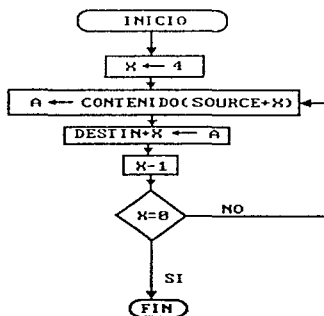 INICIO
X ← 4
A ← CONTENIDO(SOURCE+X)
DESTIN+X ← A
X-1
X=0
NO
SI
FIN